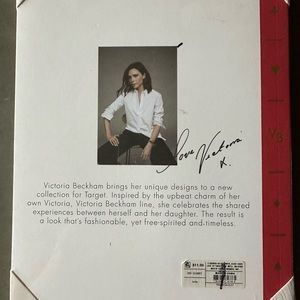 Love Victoria
x.
Victoria Beckham brings her unique designs to a new
collection for Target. Inspired by the upbeat charm of her
own Victoria, Victoria Beckham line, she celebrates the shared
experiences between herself and her daughter. The result is
a look that's fashionable, yet free-spirited and-timeless.
VB